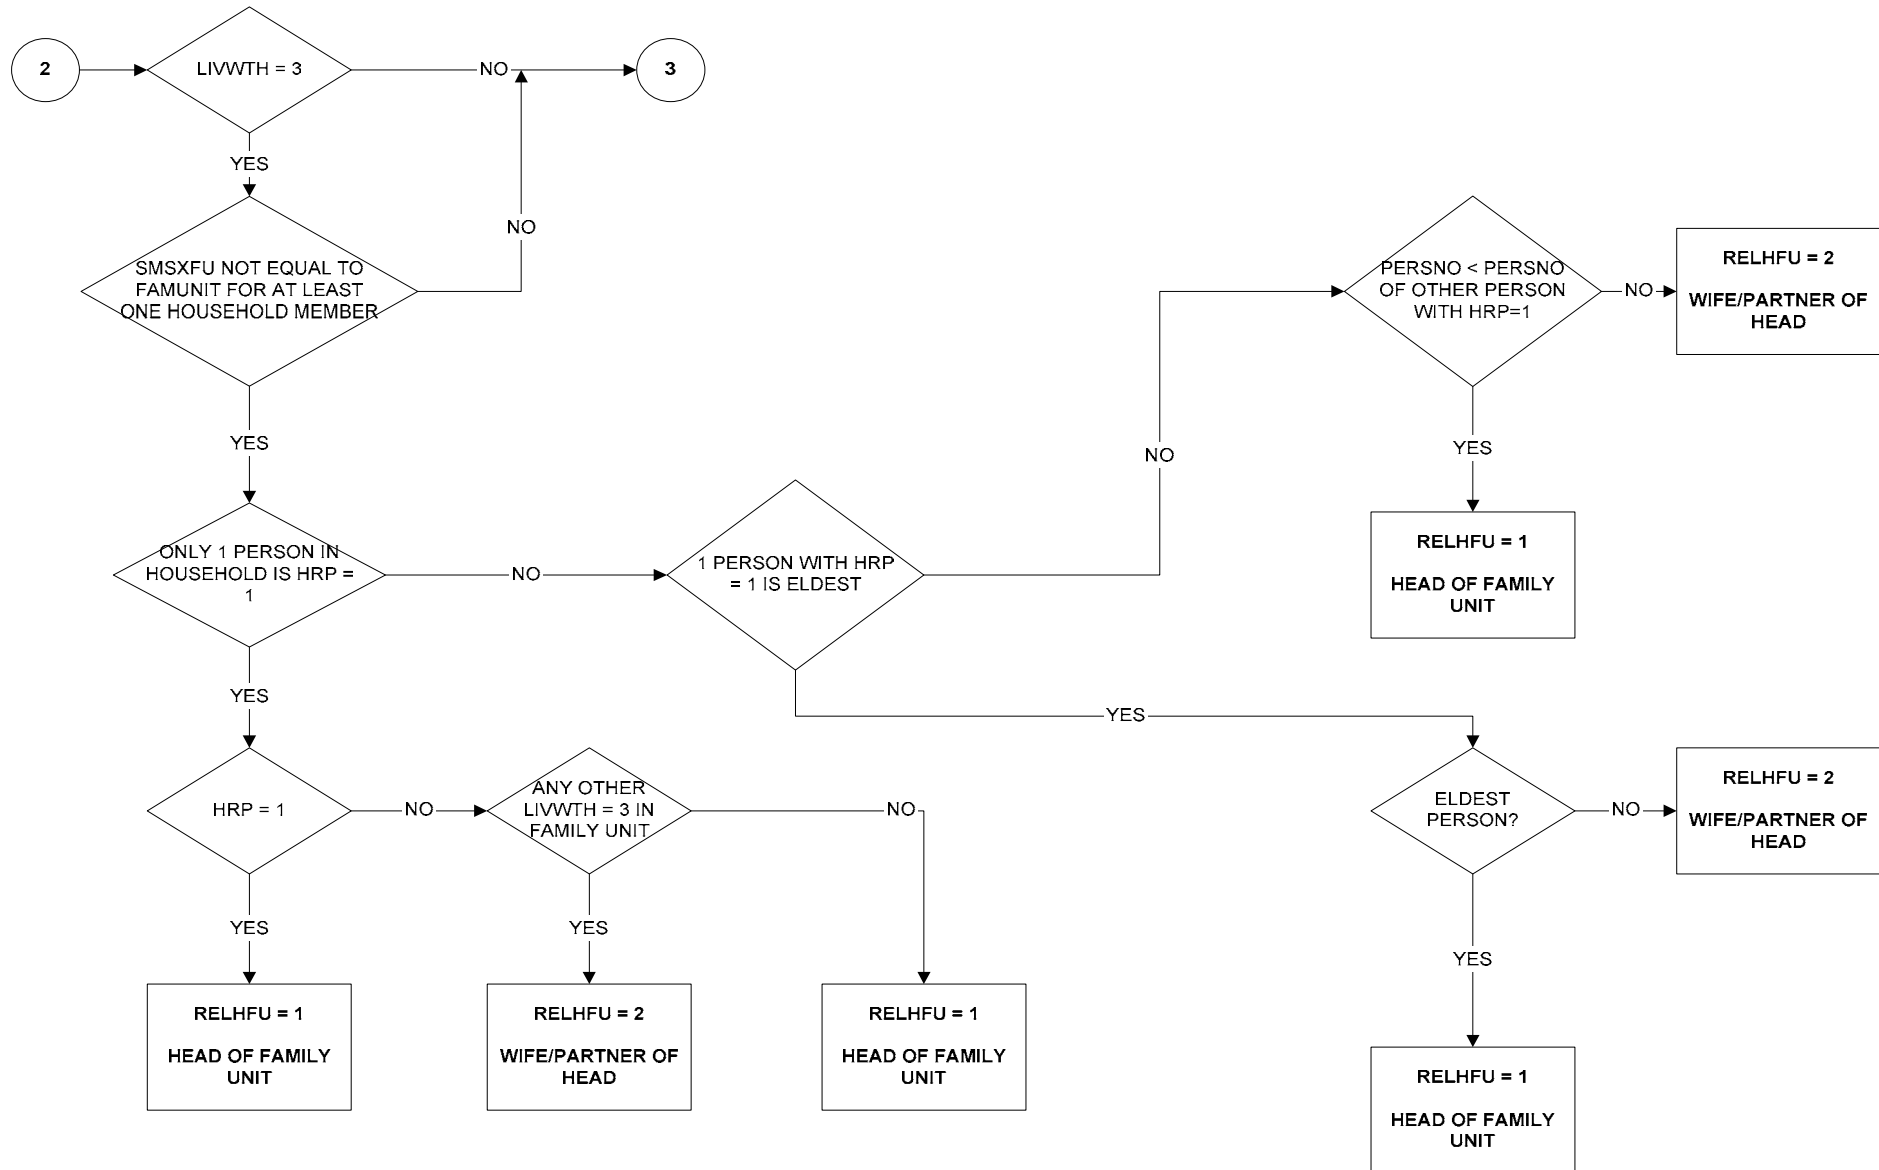 2
LIVWTH = 3
NO
3
YES
NO
SMSXFU NOT EQUAL TO
FAMUNIT FOR AT LEAST
ONE HOUSEHOLD MEMBER
PERSNO < PERSNO
OF OTHER PERSON
WITH HRP=1
NO
RELHFU = 2
WIFE/PARTNER OF
HEAD
YES
NO
YES
ONLY 1 PERSON IN
HOUSEHOLD IS HRP =
1
NO
1 PERSON WITH HRP
= 1 IS ELDEST
RELHFU = 1
HEAD OF FAMILY
UNIT
YES
YES
HRP = 1
NO
ANY OTHER
LIVWTH = 3 IN
FAMILY UNIT
NO
ELDEST
PERSON?
NO
RELHFU = 2
WIFE/PARTNER OF
HEAD
YES
YES
YES
RELHFU = 1
HEAD OF FAMILY
UNIT
RELHFU = 2
WIFE/PARTNER OF
HEAD
RELHFU = 1
HEAD OF FAMILY
UNIT
RELHFU = 1
HEAD OF FAMILY
UNIT